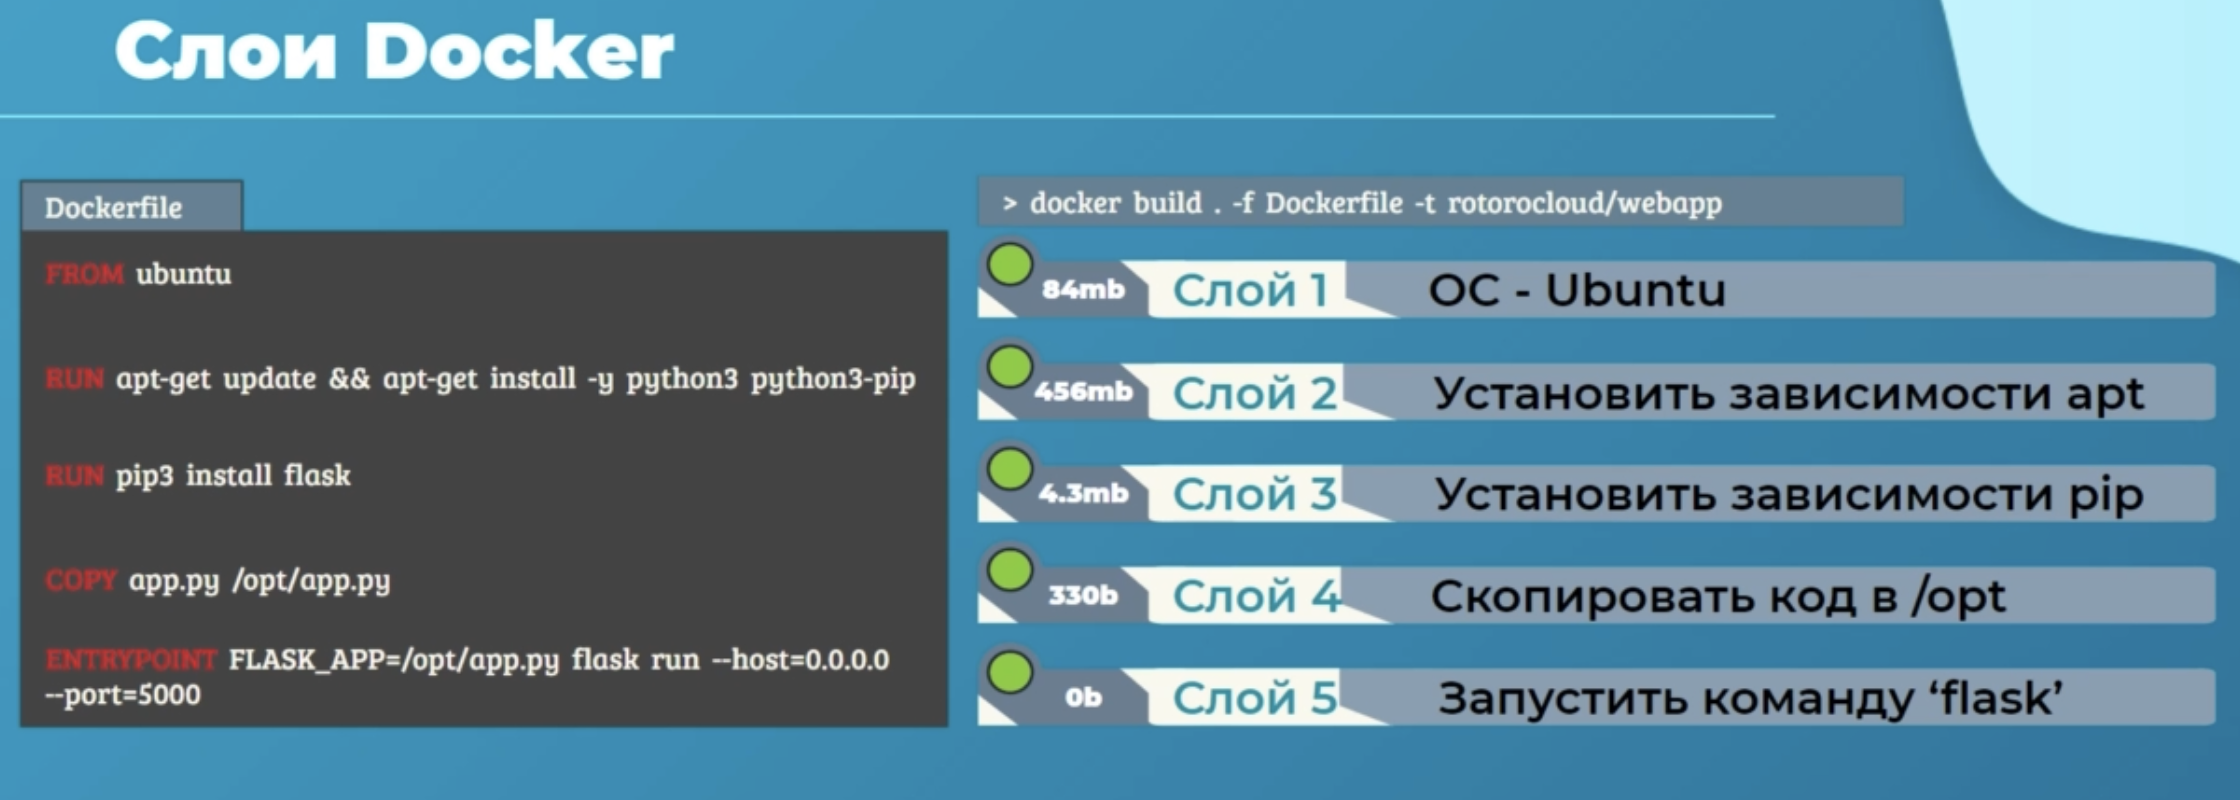 Слои Docker
Dockerfile
FROM ubuntu
RUN apt-get update && apt-get install -y python3 python3-pip
RUN pip3 install flask
COPY app.py /opt/app.py
ENTRYPOINT FLASK_APP=/opt/app.py flask run --host=0.0.0.0
--port=5000
> docker build . -f Dockerfile -t rotorocloud/webapp
84mb Слой 1 ОС - Ubuntu
456mb Слой 2 Установить зависимости apt
4.3mb Слой 3 Установить зависимости pip
330b Слой 4 Скопировать код в /opt
0b Слой 5 Запустить команду ‘flask’